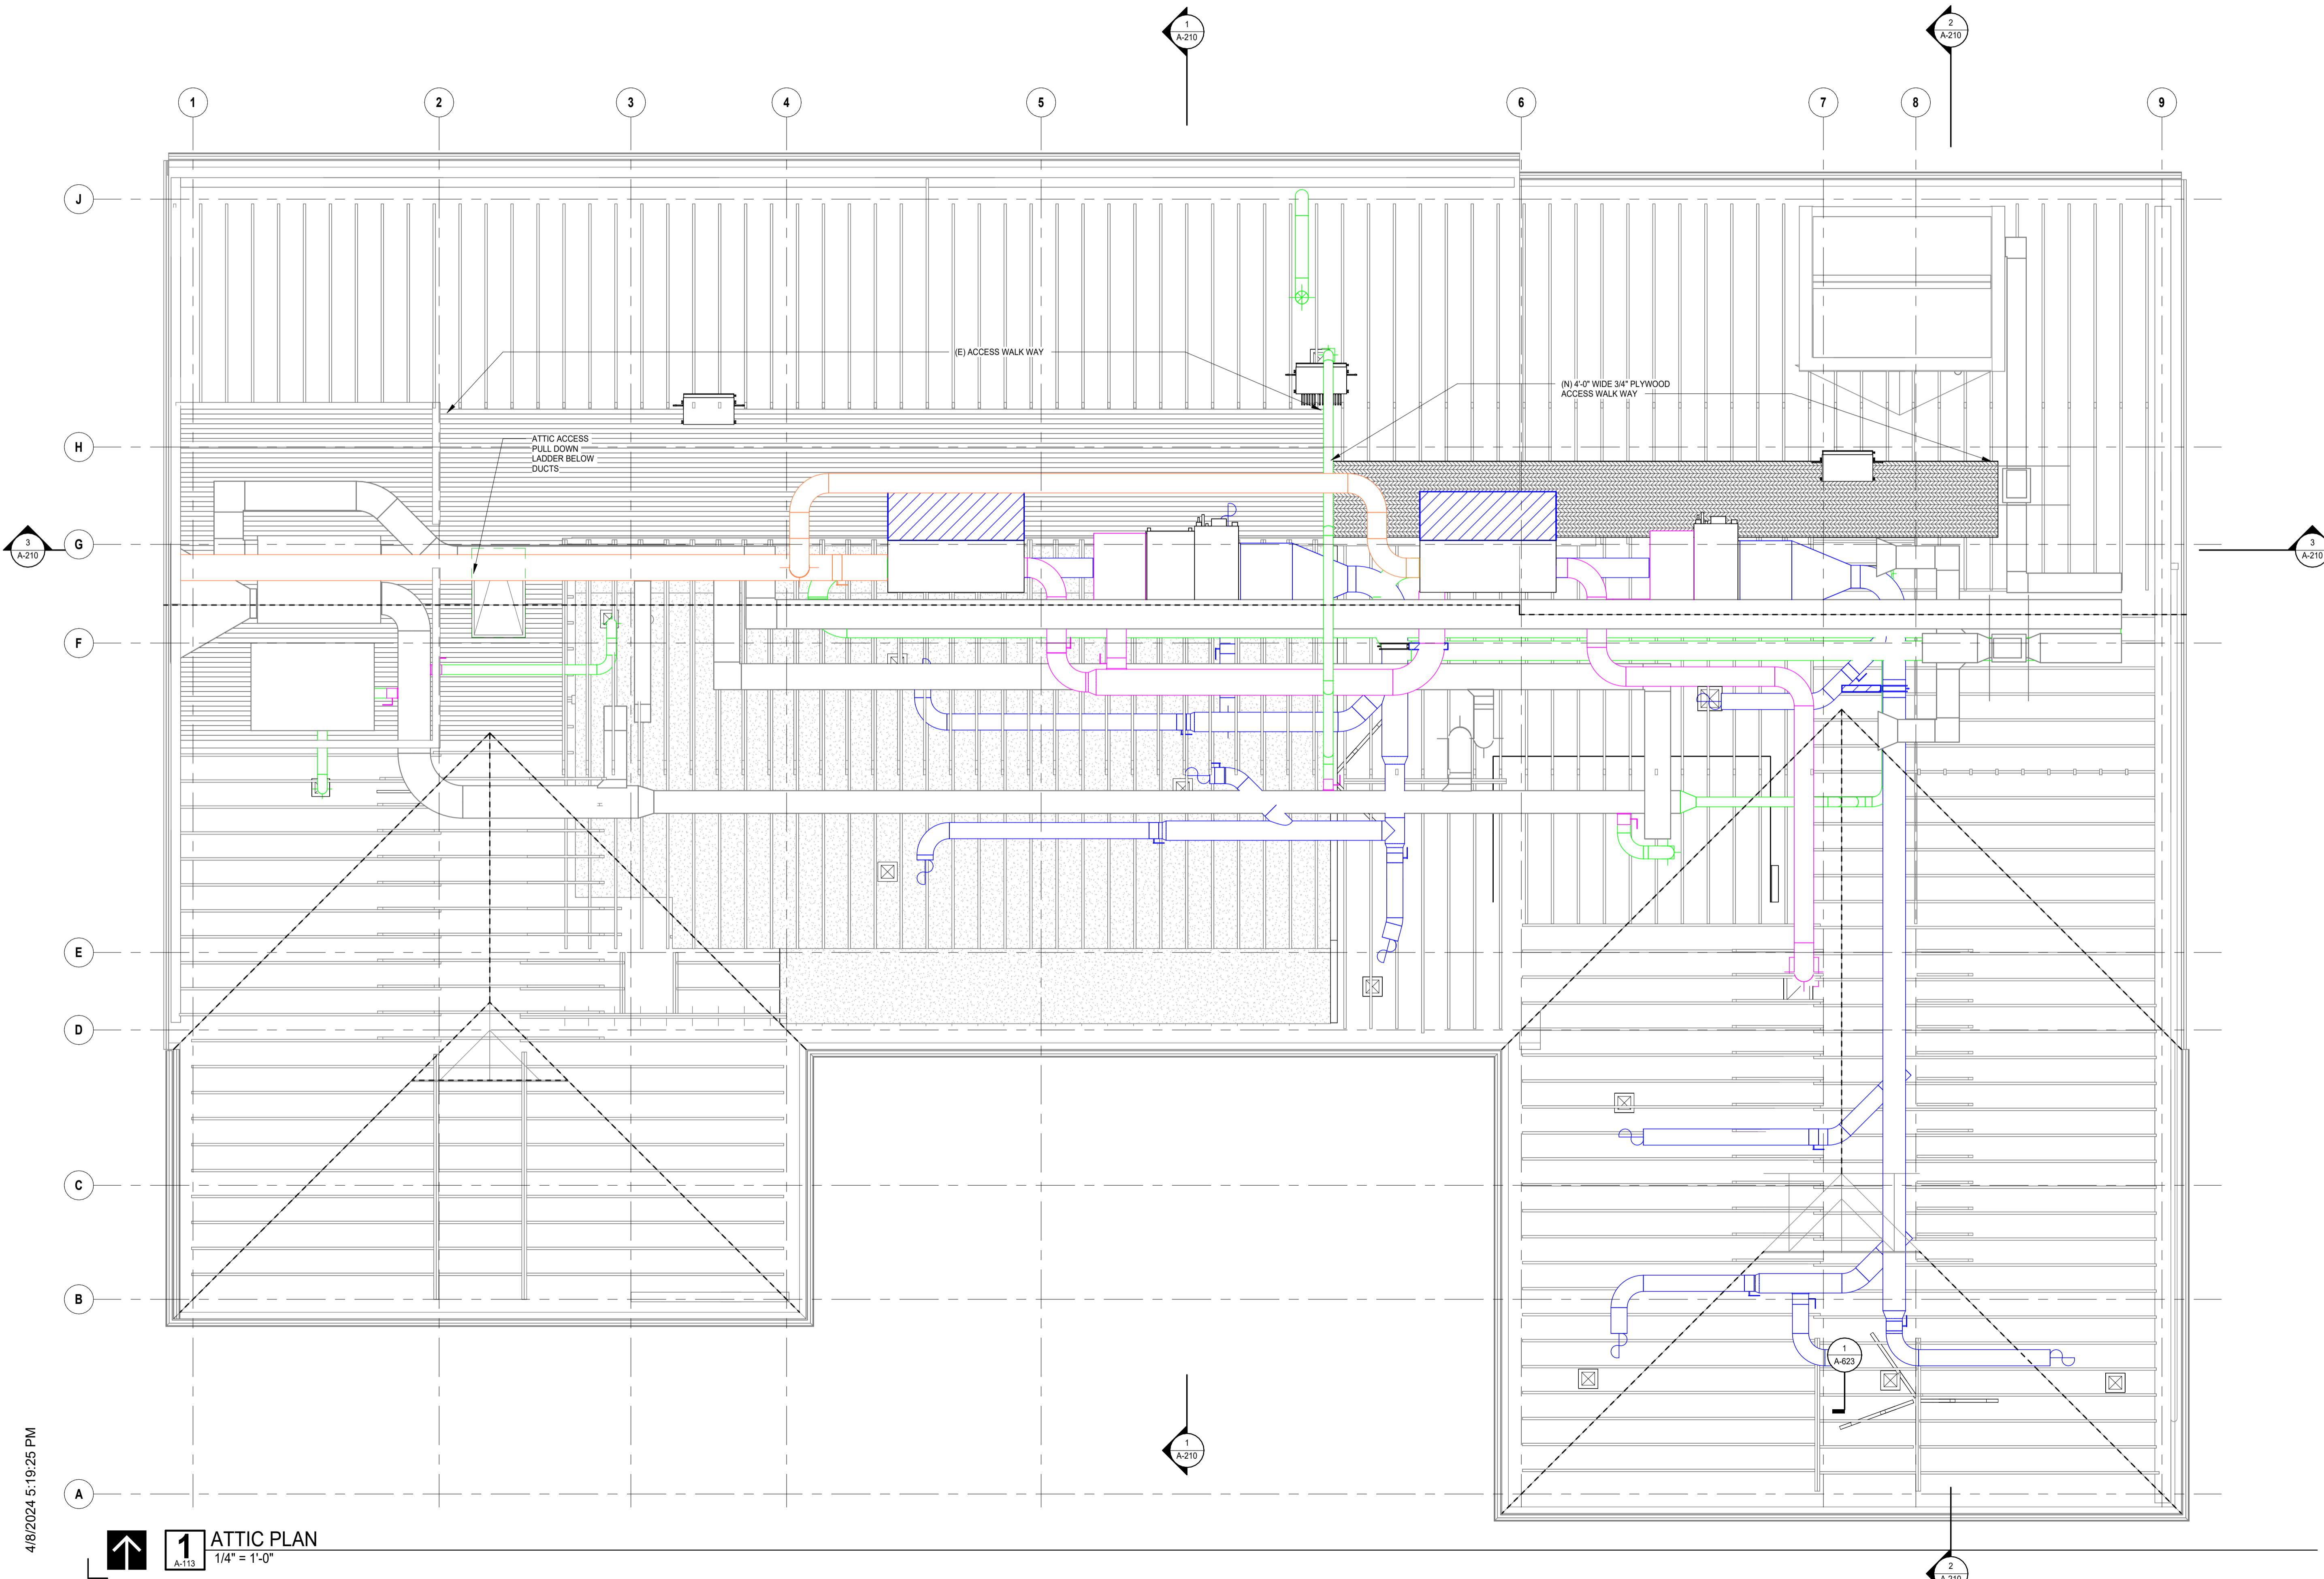 1
A-210
2
A-210
1
2
3
4
5
6
7
8
9
J
(E) ACCESS WALK WAY
(N) 4'-0" WIDE 3/4" PLYWOOD
ACCESS WALK WAY
ATTIC ACCESS
PULL DOWN
LADDER BELOW
DUCTS
H
3
A-210
G
3
A-210
F
E
D
C
B
1
A-623
1
A-210
A
4/8/2024 5:19:25 PM
1
A-113
ATTIC PLAN
1/4" = 1'-0"
2
A-210